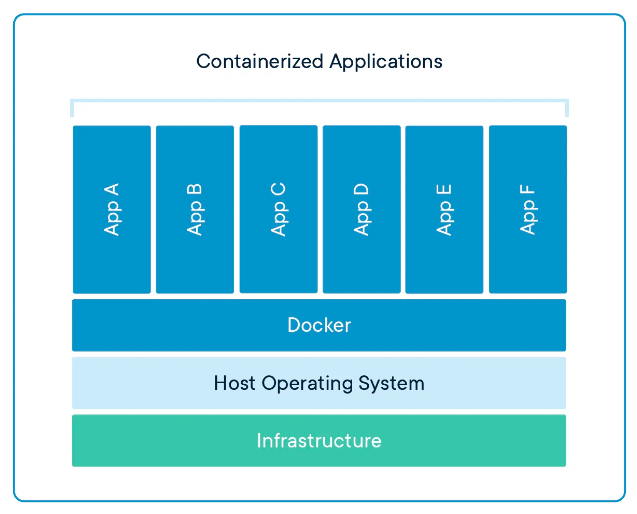 Containerized Applications
App A
App B
App C
App D
App E
App F
Docker
Host Operating System
Infrastructure